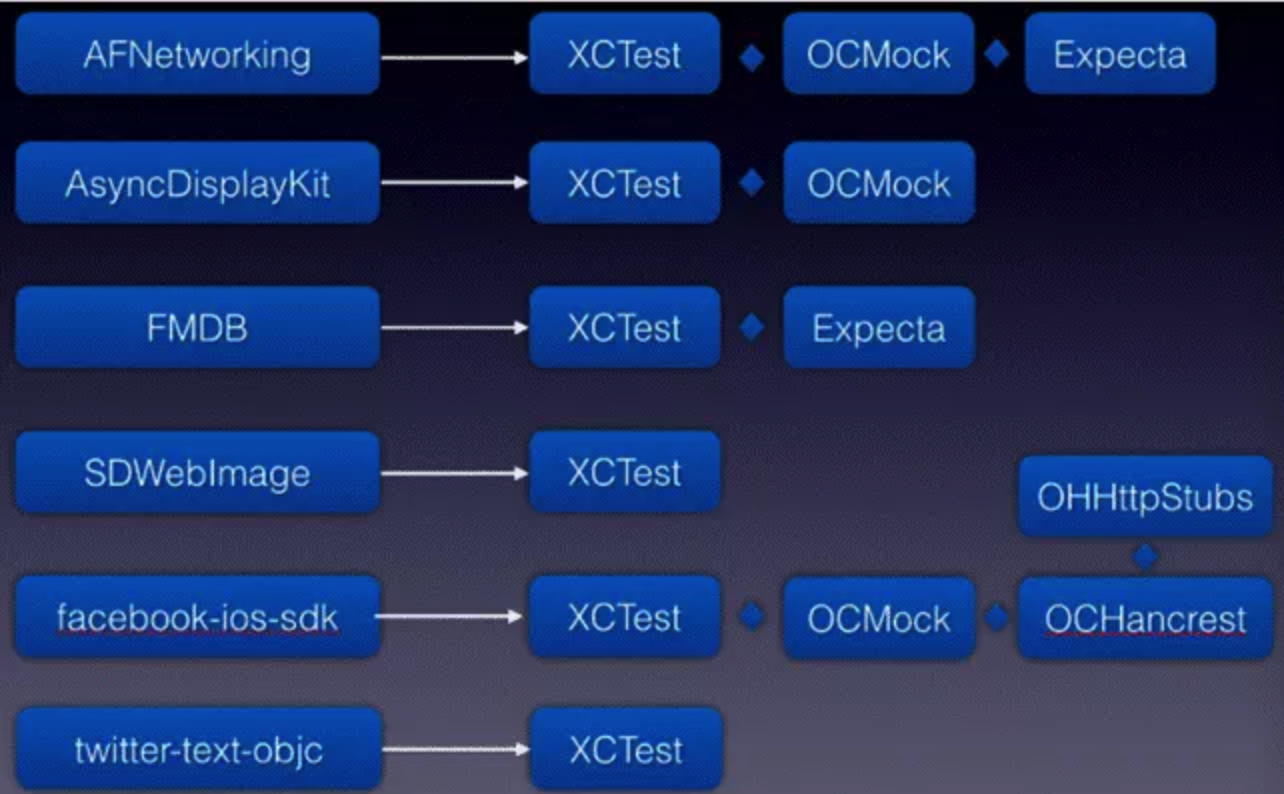 AFNetworking XCTest OCMock Expecta
AsyncDisplayKit XCTest OCMock
FMDB XCTest Expecta
SDWebImage XCTest
OHHttpStubs
facebook-ios-sdk XCTest OCMock OCHancrest
twitter-text-objc XCTest